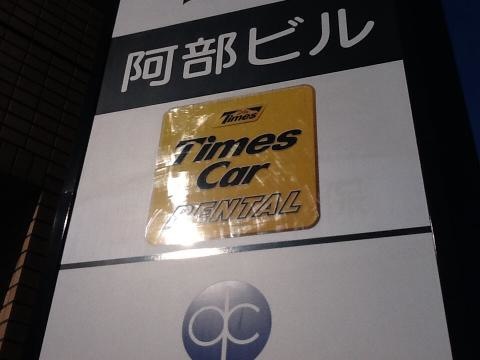 阿部ビル
Times
Times
Car
RENTAL